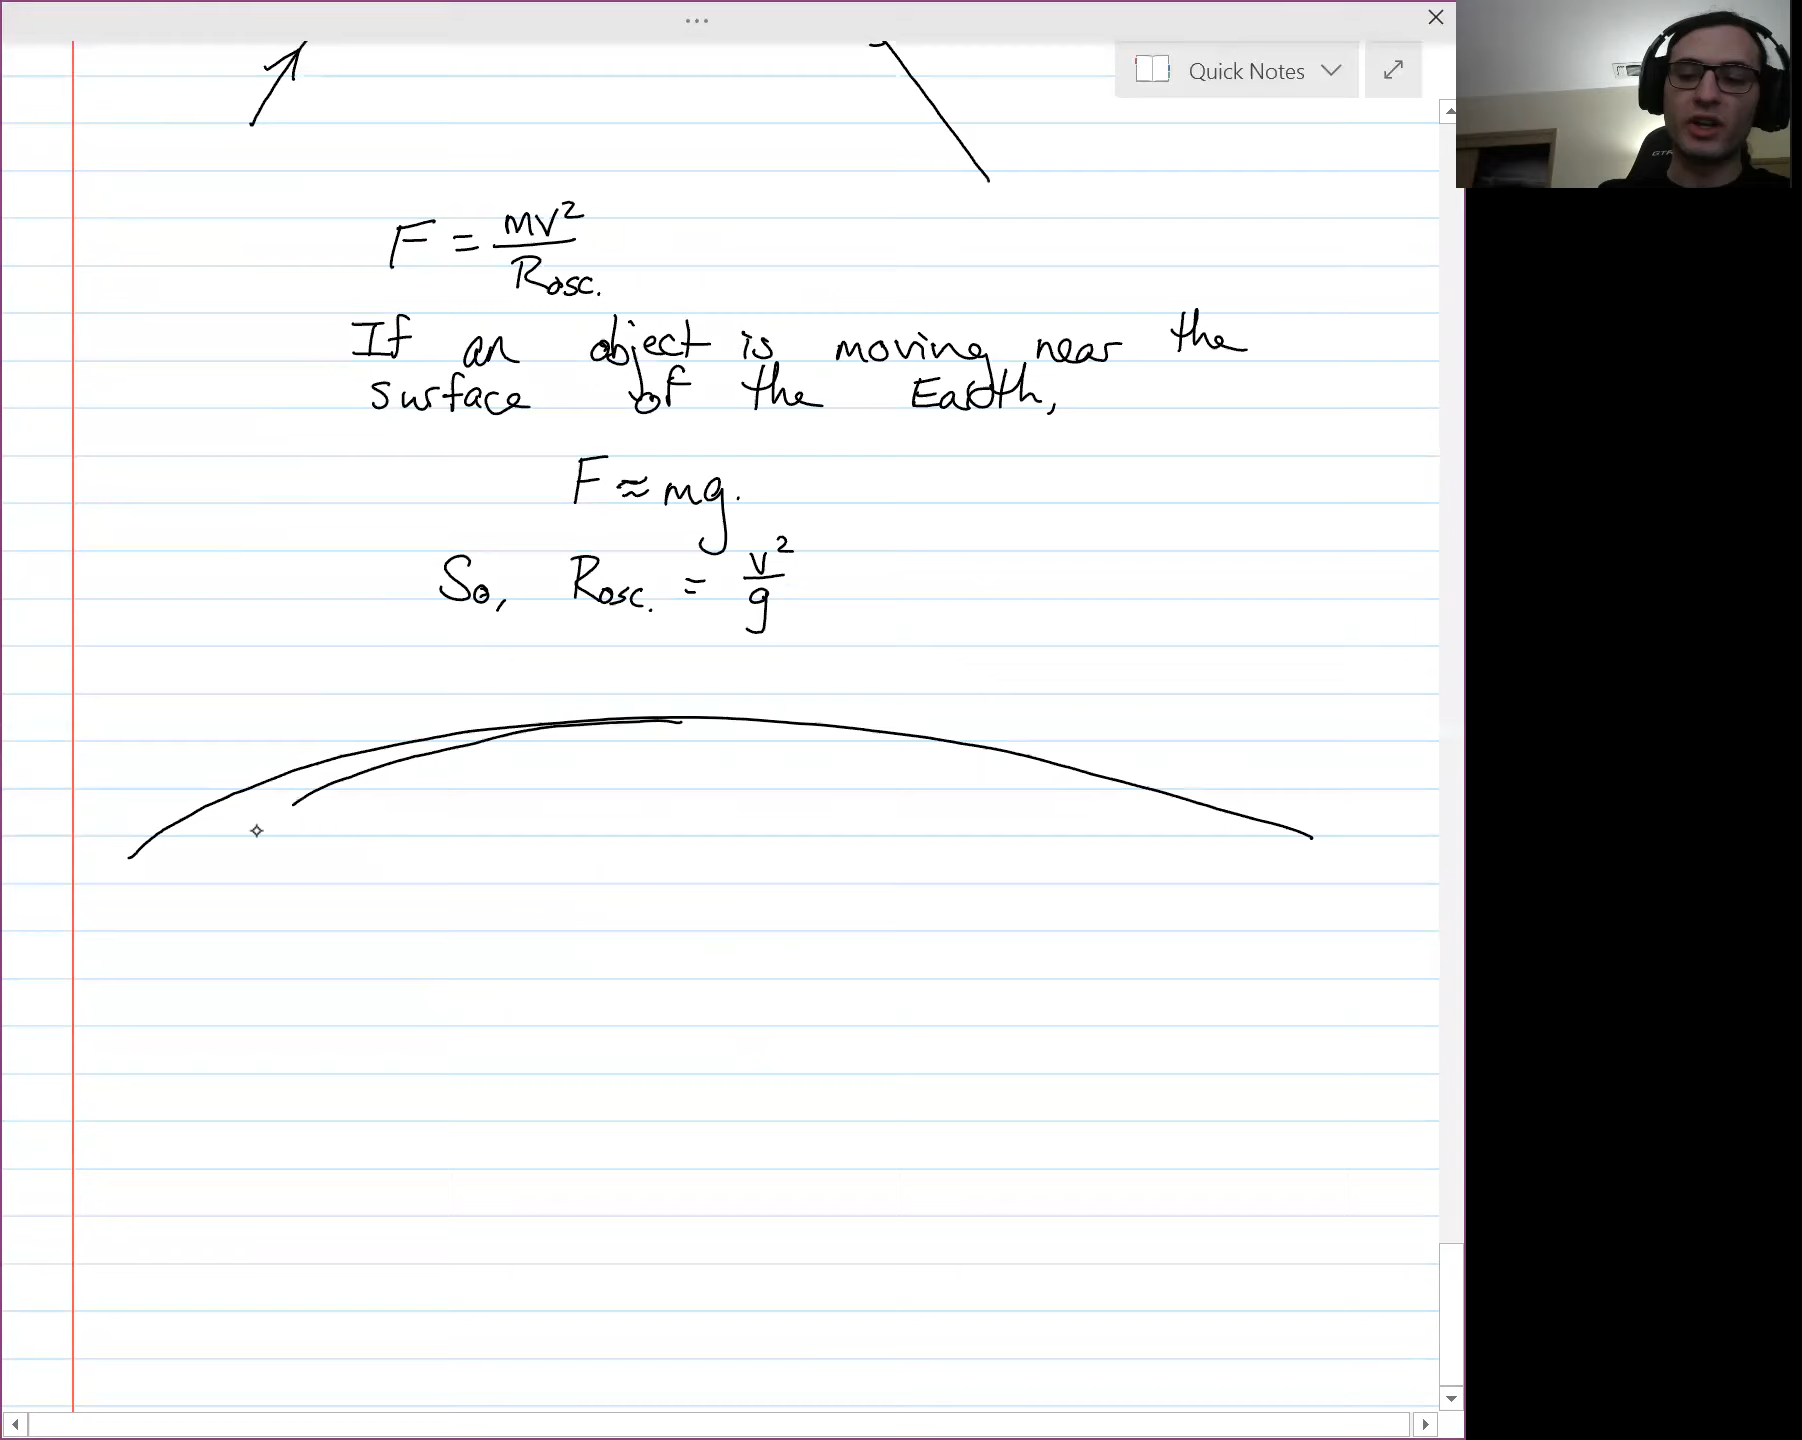 Quick Notes
F = mv²/Rosc.
If an object is moving near the
surface of the Earth,
F ≈ mg.
So, Rosc. = v²/g